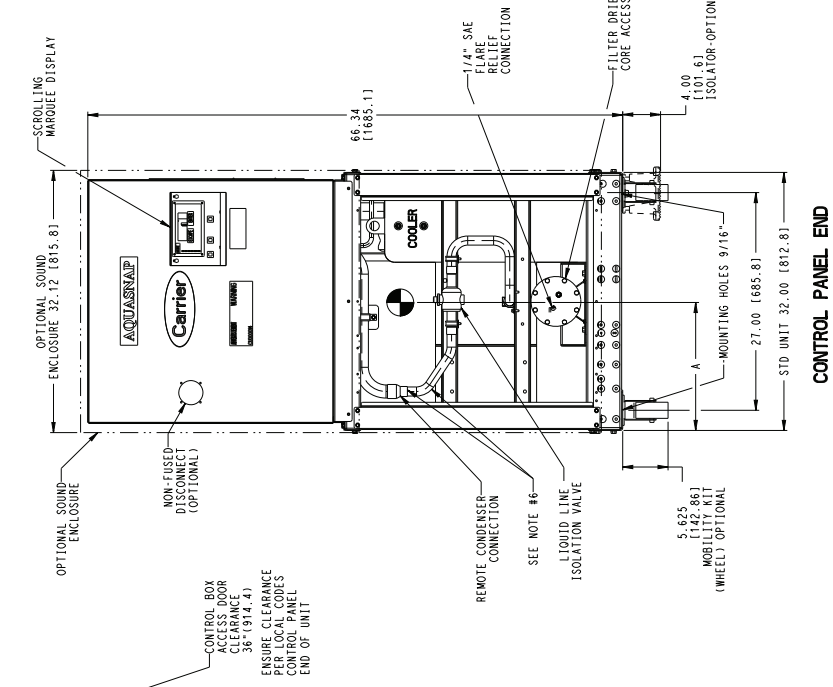 SCROLLING
MARQUEE DISPLAY
OPTIONAL SOUND
ENCLOSURE 32.12 [815.8]
OPTIONAL SOUND
ENCLOSURE
AQUASNAP
Carrier
WARNING
NON-FUSED
DISCONNECT
(OPTIONAL)
66.34
[1685.1]
1/4" SAE
FLARE
RELIEF
CONNECTION
FILTER DRIE
CORE ACCESS
4.00
[101.6]
ISOLATOR-OPTION
COOLER
REMOTE CONDENSER
CONNECTION
SEE NOTE #6
LIQUID LINE
ISOLATION VALVE
A
MOUNTING HOLES 9/16"
27.00 [685.8]
STD UNIT 32.00 [812.8]
5.625
[142.86]
MOBILITY KIT
(WHEEL) OPTIONAL
CONTROL BOX
ACCESS DOOR
CLEARANCE
36"(914.4)
ENSURE CLEARANCE
PER LOCAL CODES
CONTROL PANEL
END OF UNIT
CONTROL PANEL END